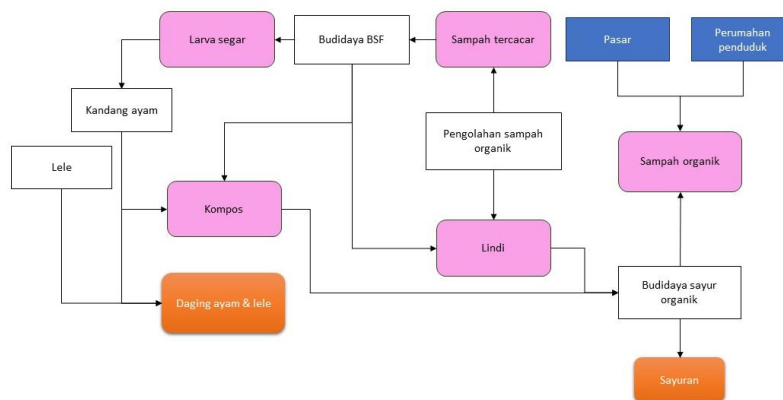 Larva segar
Budidaya BSF
Sampah tercacar
Pasar
Perumahan
penduduk
Kandang ayam
Pengolahan sampah
organik
Lele
Sampah organik
Kompos
Lindi
Daging ayam & lele
Budidaya sayur
organik
Sayuran